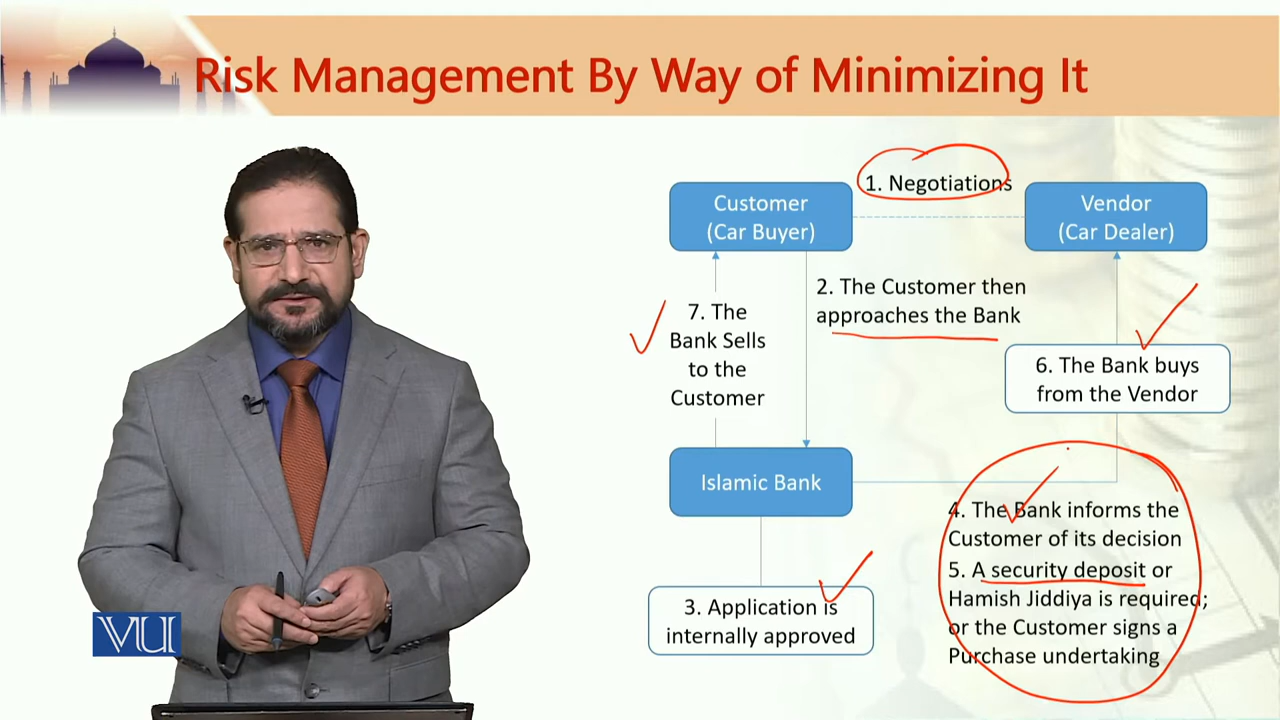 Risk Management By Way of Minimizing It
Customer
(Car Buyer)
1. Negotiations
Vendor
(Car Dealer)
2. The Customer then
approaches the Bank
7. The
Bank Sells
to the
Customer
6. The Bank buys
from the Vendor
Islamic Bank
4. The Bank informs the
Customer of its decision
5. A security deposit or
Hamish Jiddiya is required;
or the Customer signs a
Purchase undertaking
3. Application is
internally approved
VU